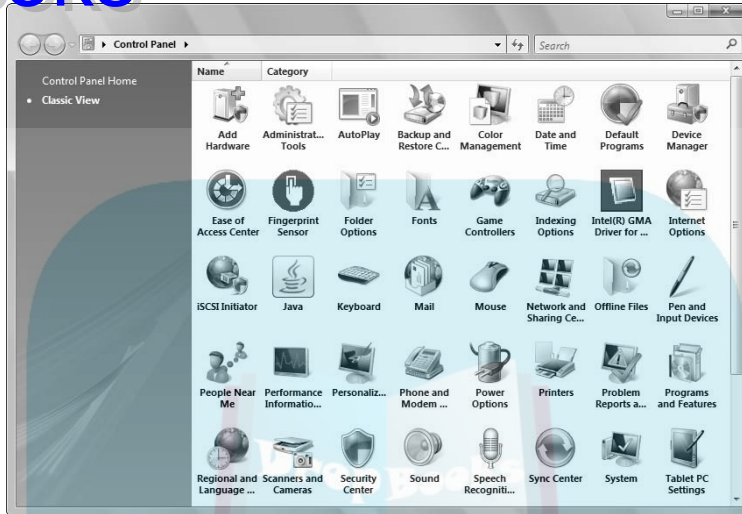 Control Panel
Search
Control Panel Home
Classic View
Name Category
Add Hardware
Administrat... Tools
AutoPlay
Backup and Restore C...
Color Management
Date and Time
Default Programs
Device Manager
Ease of Access Center
Fingerprint Sensor
Folder Options
Fonts
Game Controllers
Indexing Options
Intel(R) GMA Driver for ...
Internet Options
iSCSI Initiator
Java
Keyboard
Mail
Mouse
Network and Sharing Ce...
Offline Files
Pen and Input Devices
People Near Me
Performance Informatio...
Personaliz...
Phone and Modem ...
Power Options
Printers
Problem Reports a...
Programs and Features
Regional and Language ...
Scanners and Cameras
Security Center
Sound
Speech Recogniti...
Sync Center
System
Tablet PC Settings
DropBooks